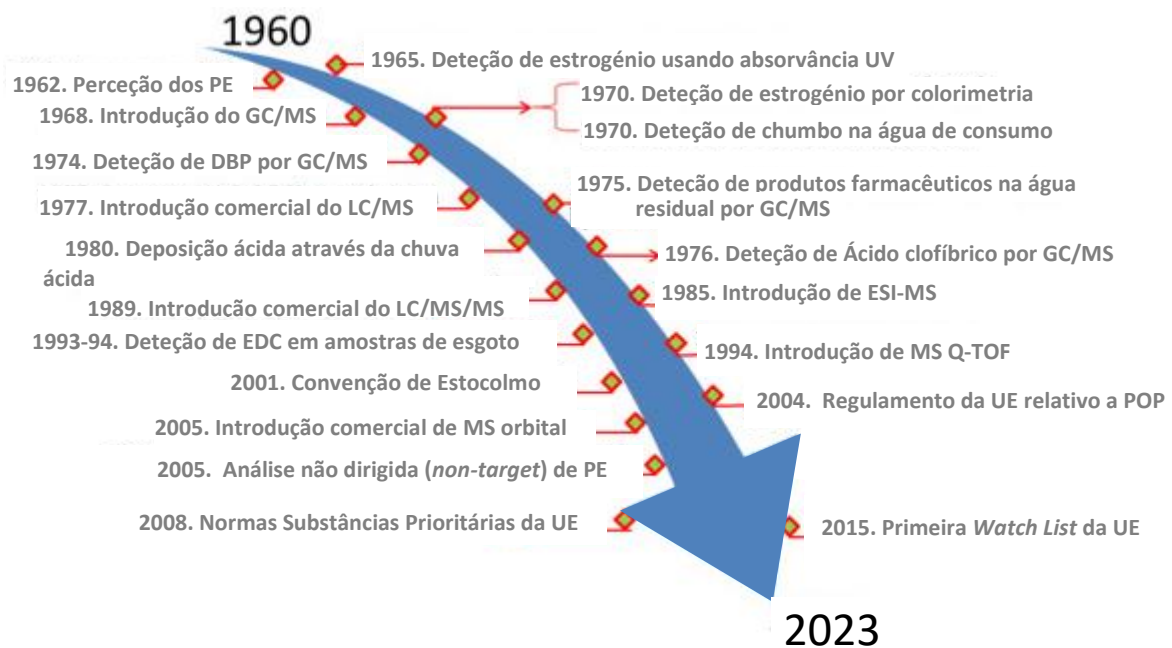 1960
1965. Deteção de estrogénio usando absorvância UV
1962. Perceção dos PE
1970. Deteção de estrogénio por colorimetria
1968. Introdução do GC/MS
1970. Deteção de chumbo na água de consumo
1974. Deteção de DBP por GC/MS
1975. Deteção de produtos farmacêuticos na água
residual por GC/MS
1977. Introdução comercial do LC/MS
1980. Deposição ácida através da chuva
ácida
1976. Deteção de Ácido clofíbrico por GC/MS
1985. Introdução de ESI-MS
1989. Introdução comercial do LC/MS/MS
1993-94. Deteção de EDC em amostras de esgoto
1994. Introdução de MS Q-TOF
2001. Convenção de Estocolmo
2004. Regulamento da UE relativo a POP
2005. Introdução comercial de MS orbital
2005. Análise não dirigida (non-target) de PE
2008. Normas Substâncias Prioritárias da UE
2015. Primeira Watch List da UE
2023